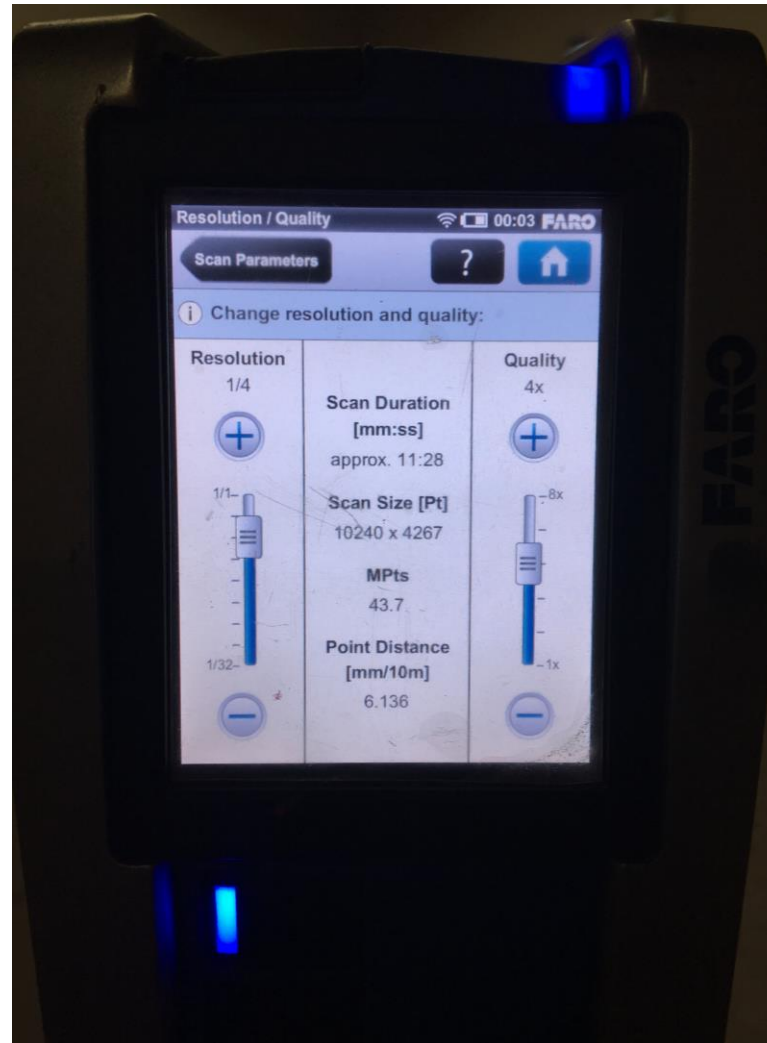 Resolution / Quality 00:03 FARO
Scan Parameters ?
i Change resolution and quality:
Resolution
1/4
1/1
1/32
Scan Duration
[mm:ss]
approx. 11:28
Scan Size [Pt]
10240 x 4267
MPts
43.7
Point Distance
[mm/10m]
6.136
Quality
4x
8x
1x
FARO